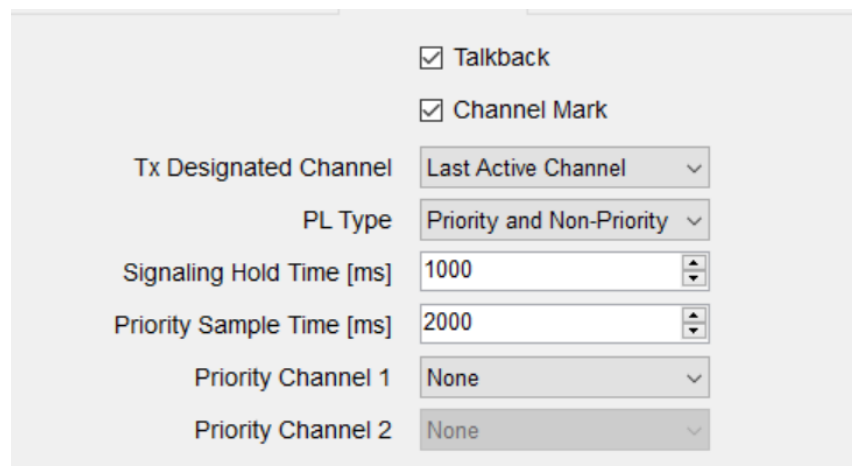 Talkback
Channel Mark
Tx Designated Channel Last Active Channel
PL Type Priority and Non-Priority
Signaling Hold Time [ms] 1000
Priority Sample Time [ms] 2000
Priority Channel 1 None
Priority Channel 2 None